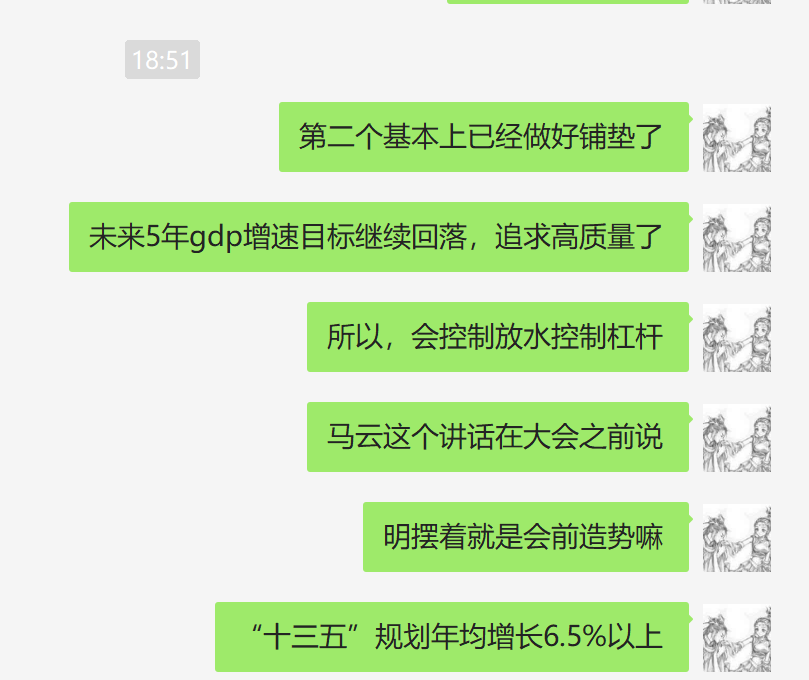 18:51
第二个基本上已经做好铺垫了
未来5年gdp增速目标继续回落，追求高质量了
所以，会控制放水控制杠杆
马云这个讲话在大会之前说
明摆着就是会前造势嘛
“十三五”规划年均增长6.5%以上